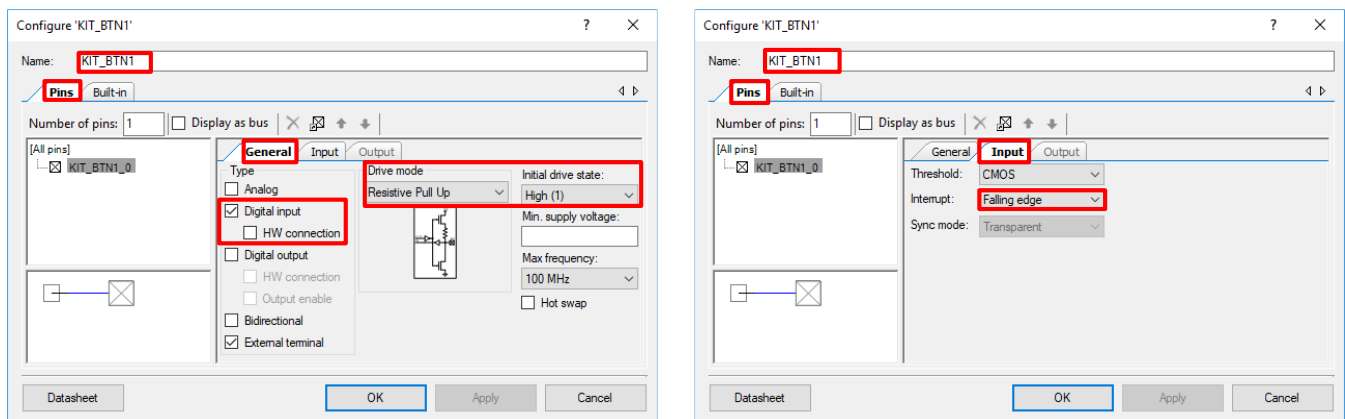 Configure 'KIT_BTN1'
?
Name: KIT_BTN1
Pins Built-in
Number of pins: 1 Display as bus
[All pins]
KIT_BTN1_0
General Input Output
Type
Analog
Digital input
HW connection
Digital output
HW connection
Output enable
Bidirectional
External terminal
Drive mode
Resistive Pull Up
Initial drive state:
High (1)
Min. supply voltage:
Max frequency:
100 MHz
Hot swap
Datasheet OK Apply Cancel
Configure 'KIT_BTN1'
?
Name: KIT_BTN1
Pins Built-in
Number of pins: 1 Display as bus
[All pins]
KIT_BTN1_0
General Input Output
Threshold: CMOS
Interrupt: Falling edge
Sync mode: Transparent
Datasheet OK Apply Cancel